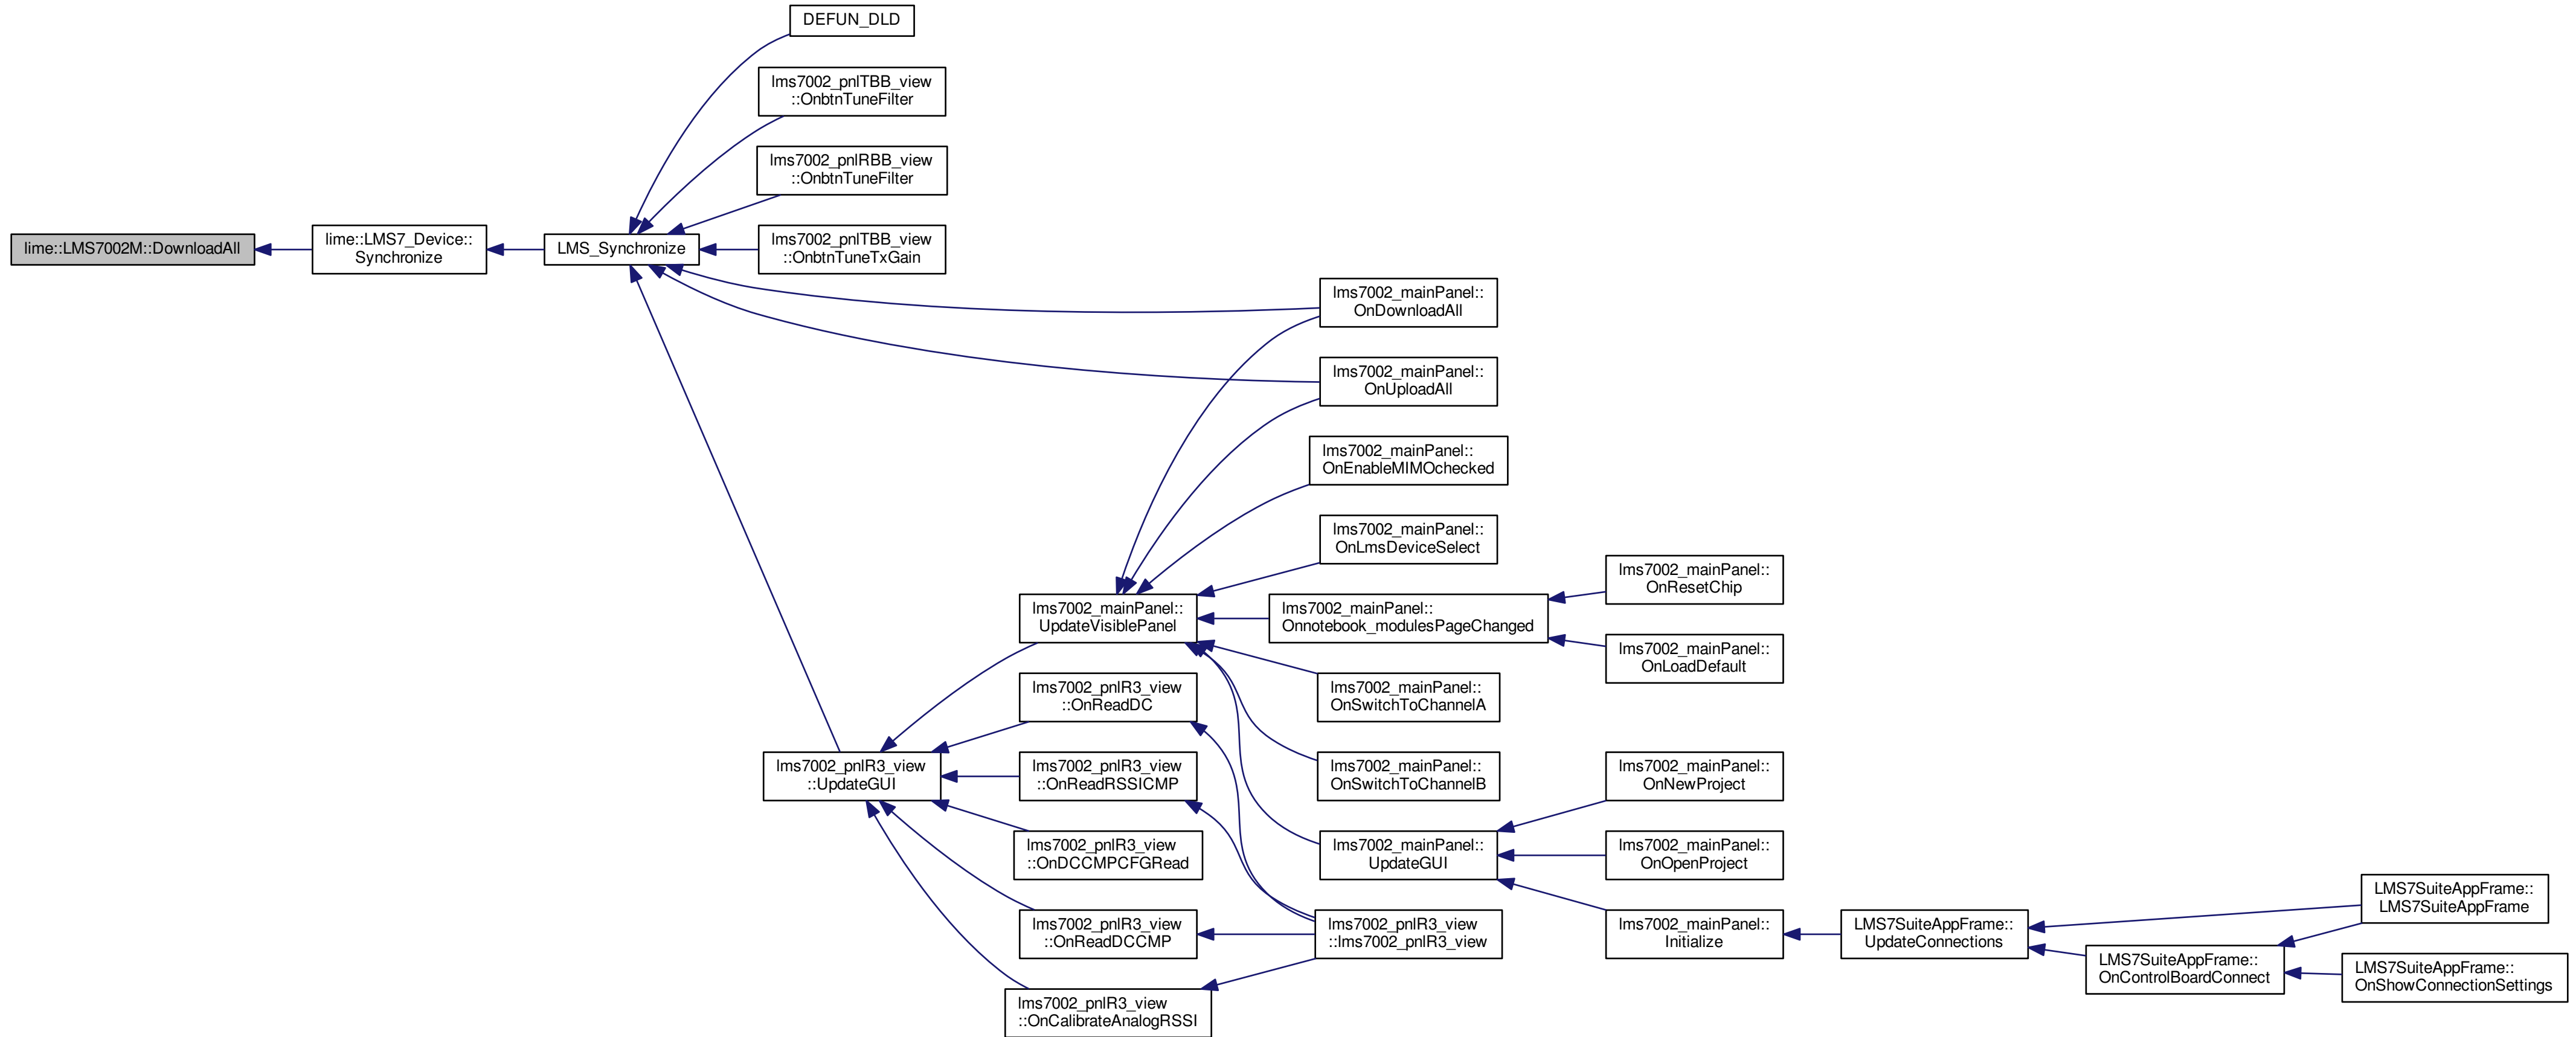 DEFUN_DLD
lms7002_pnlTBB_view
::OnbtnTuneFilter
lms7002_pnlRBB_view
::OnbtnTuneFilter
lime::LMS7002M::DownloadAll
lime::LMS7_Device::
Synchronize
LMS_Synchronize
lms7002_pnlTBB_view
::OnbtnTuneTxGain
lms7002_mainPanel::
OnDownloadAll
lms7002_mainPanel::
OnUploadAll
lms7002_mainPanel::
OnEnableMIMOchecked
lms7002_mainPanel::
OnLmsDeviceSelect
lms7002_mainPanel::
OnResetChip
lms7002_mainPanel::
UpdateVisiblePanel
lms7002_mainPanel::
Onnotebook_modulesPageChanged
lms7002_mainPanel::
OnLoadDefault
lms7002_pnlR3_view
::OnReadDC
lms7002_mainPanel::
OnSwitchToChannelA
lms7002_pnlR3_view
::UpdateGUI
lms7002_pnlR3_view
::OnReadRSSICMP
lms7002_mainPanel::
OnSwitchToChannelB
lms7002_mainPanel::
OnNewProject
lms7002_pnlR3_view
::OnDCCMPCFGRead
lms7002_mainPanel::
UpdateGUI
lms7002_mainPanel::
OnOpenProject
lms7002_pnlR3_view
::OnReadDCCMP
lms7002_pnlR3_view
::lms7002_pnlR3_view
lms7002_mainPanel::
Initialize
LMS7SuiteAppFrame::
UpdateConnections
LMS7SuiteAppFrame::
LMS7SuiteAppFrame
LMS7SuiteAppFrame::
OnControlBoardConnect
LMS7SuiteAppFrame::
OnShowConnectionSettings
lms7002_pnlR3_view
::OnCalibrateAnalogRSSI